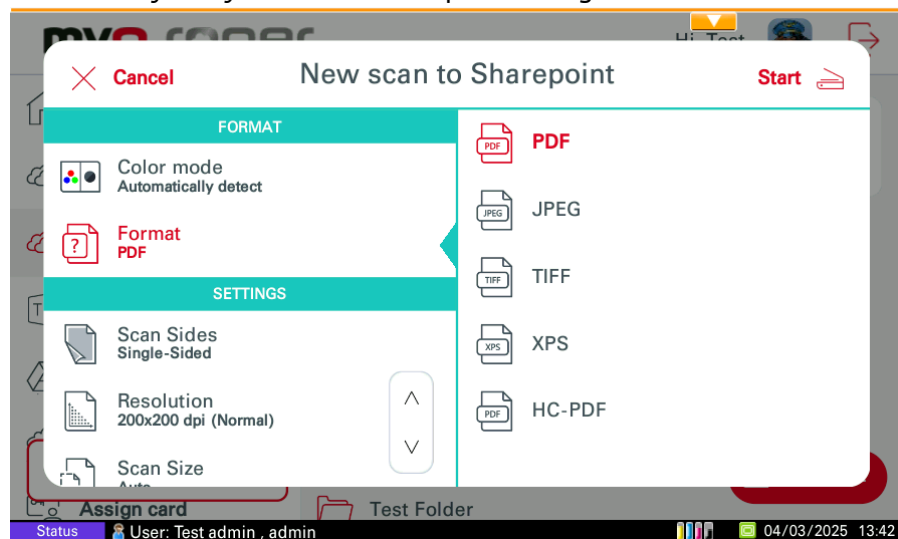 Hi, Test
Cancel
New scan to Sharepoint
Start
FORMAT
Color mode
Automatically detect
Format
PDF
SETTINGS
Scan Sides
Single-Sided
Resolution
200x200 dpi (Normal)
Scan Size
Auto
PDF
PDF
JPEG
JPEG
TIFF
TIFF
XPS
XPS
PDF
HC-PDF
Assign card
Test Folder
Status
User: Test admin , admin
04/03/2025 13:42